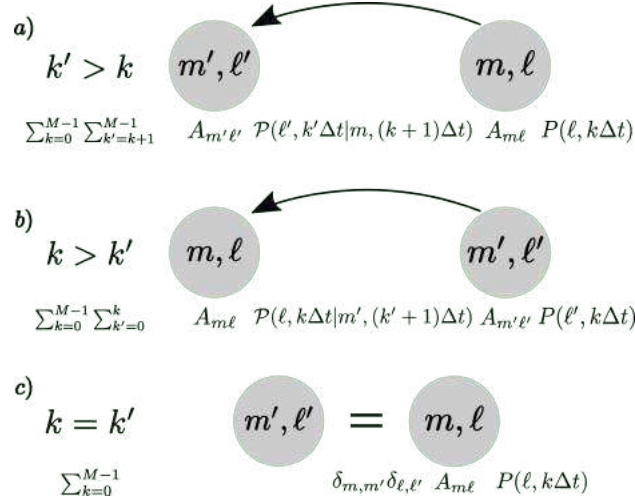 a)
k′ > k m′, ℓ′ m, ℓ
∑_{k=0}^{M−1} ∑_{k′=k+1}^{M−1} A_{m′ℓ′} 𝒫(ℓ′, k′Δt|m, (k+1)Δt) A_{mℓ} P(ℓ, kΔt)
b)
k > k′ m, ℓ m′, ℓ′
∑_{k=0}^{M−1} ∑_{k′=0}^{k} A_{mℓ} 𝒫(ℓ, kΔt|m′, (k′+1)Δt) A_{m′ℓ′} P(ℓ′, kΔt)
c)
k = k′ m′, ℓ′ = m, ℓ
∑_{k=0}^{M−1} δ_{m,m′}δ_{ℓ,ℓ′} A_{mℓ} P(ℓ, kΔt)